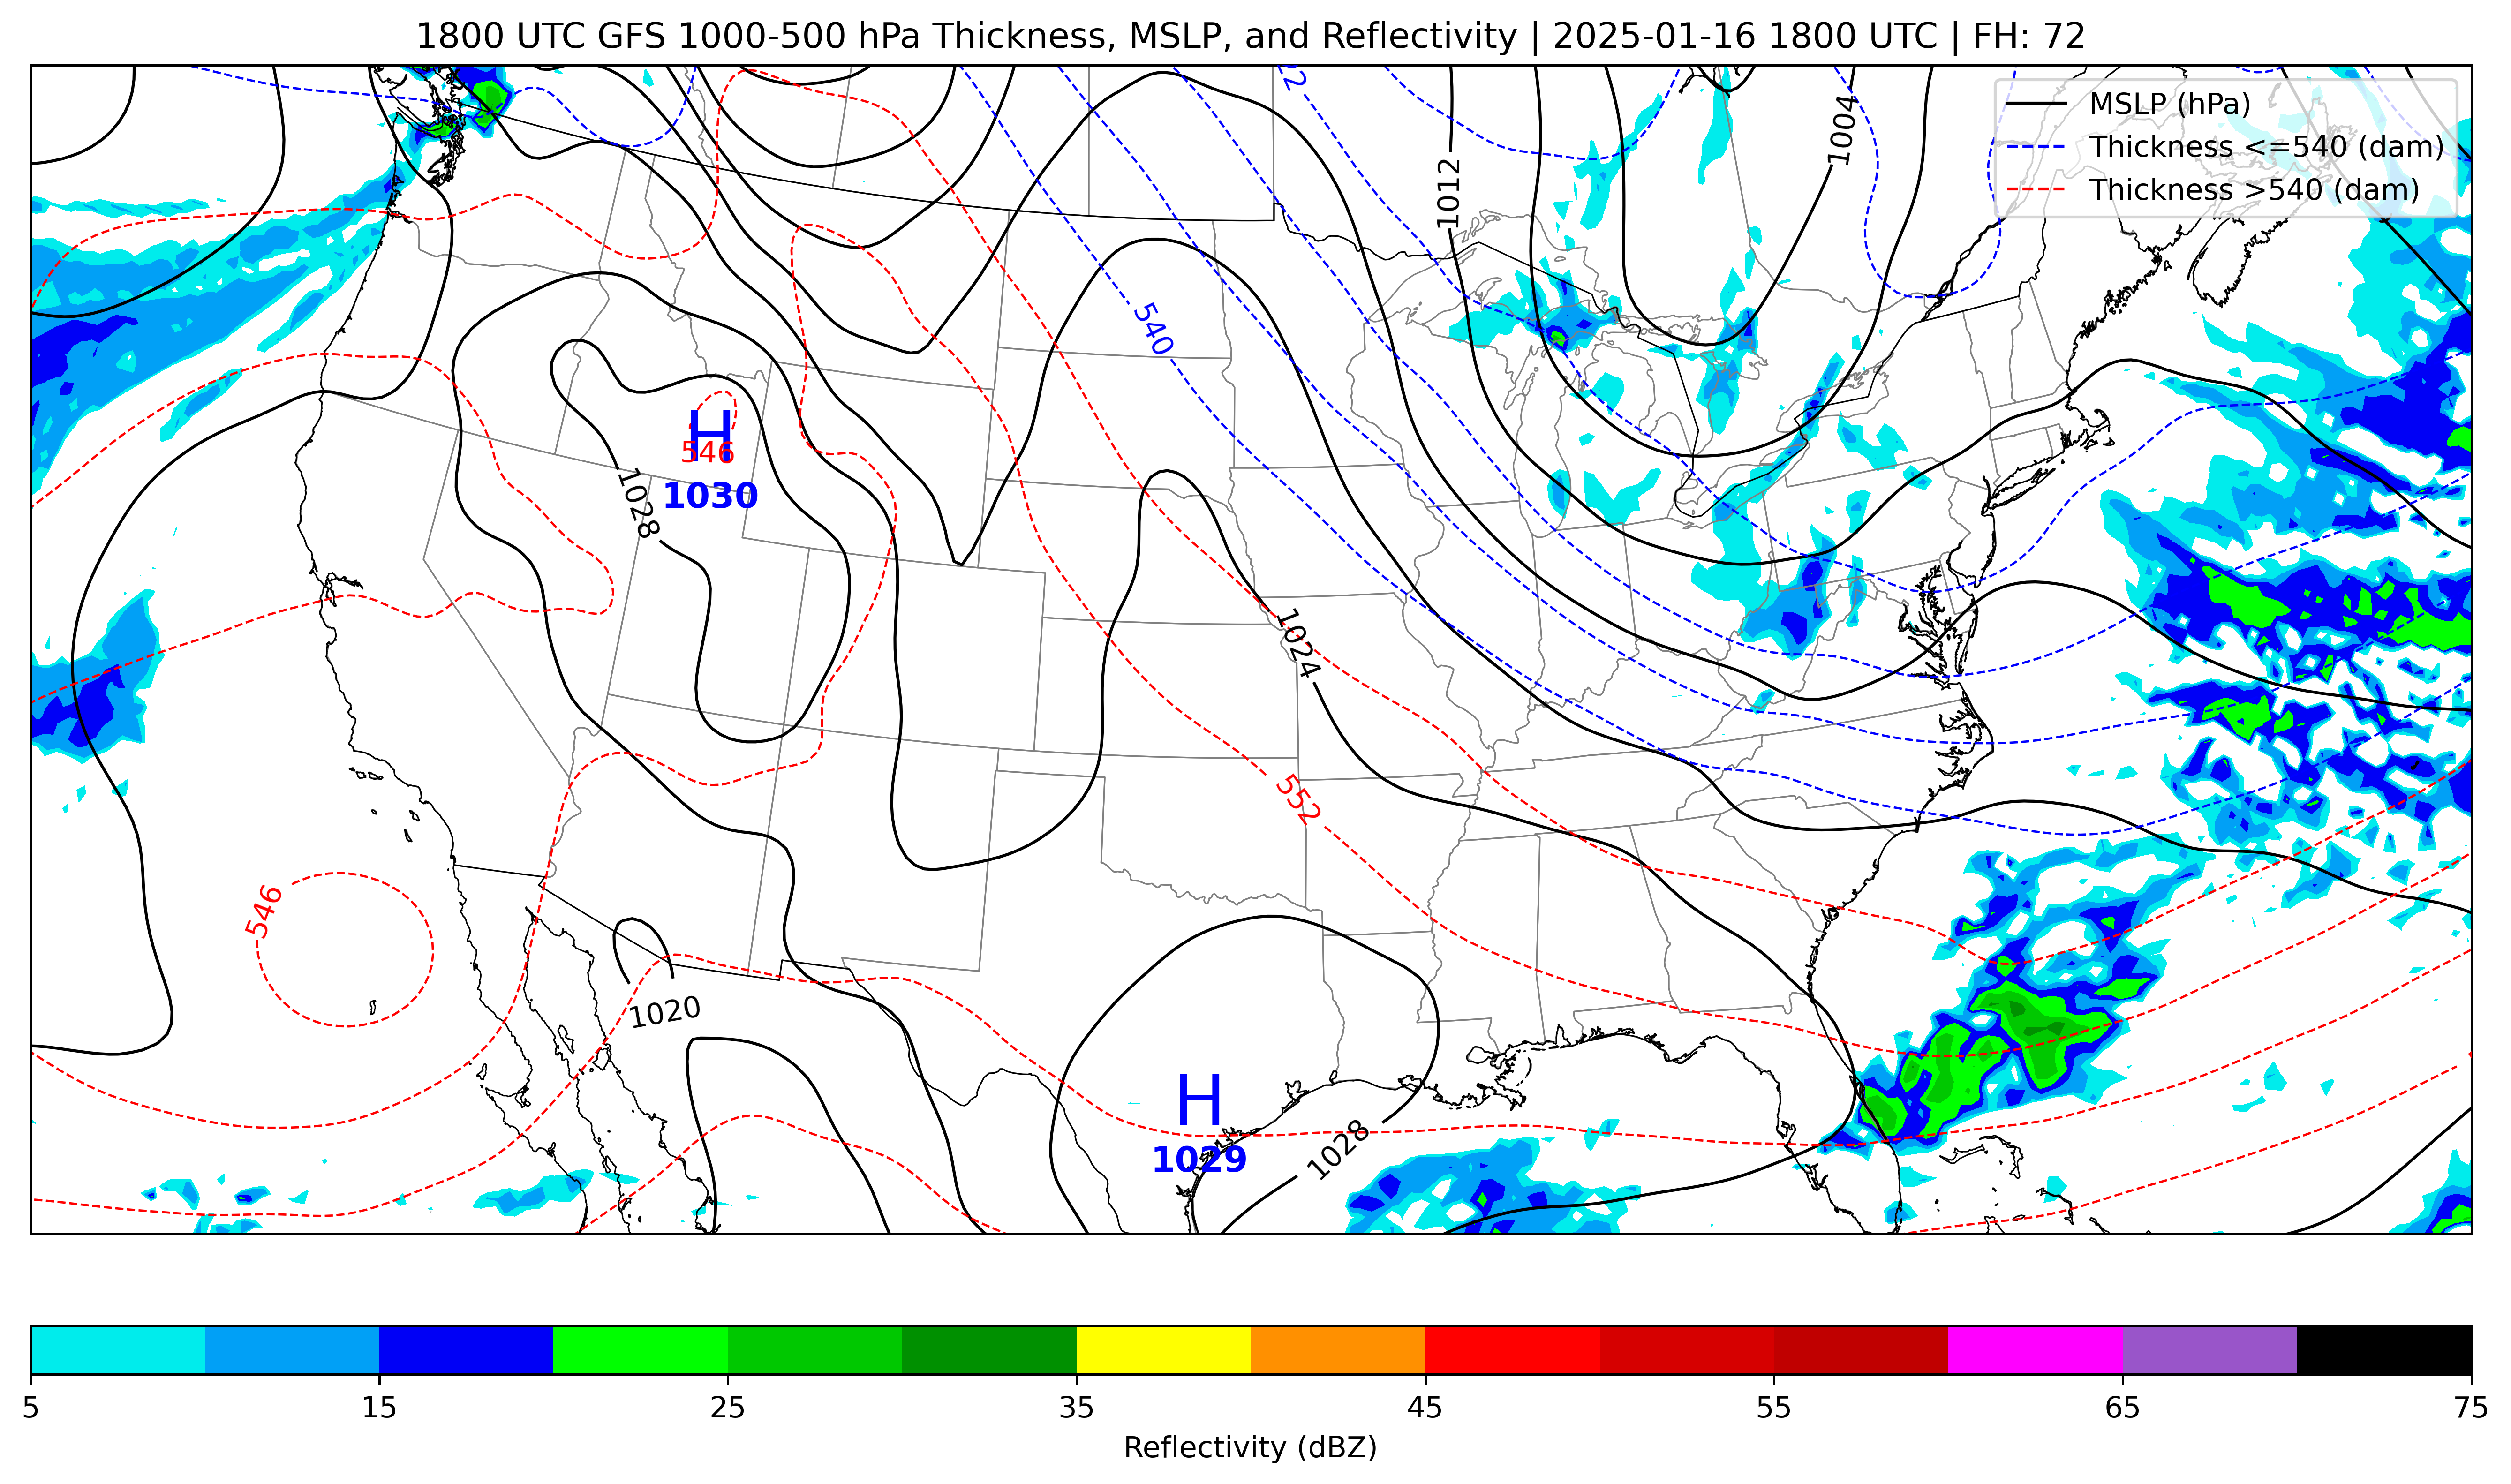 1800 UTC GFS 1000-500 hPa Thickness, MSLP, and Reflectivity | 2025-01-16 1800 UTC | FH: 72
MSLP (hPa)
Thickness <=540 (dam)
Thickness >540 (dam)
1004
1012
540
H
546
1030
1028
1024
552
546
1020
H
1029
1028
5 15 25 35 45 55 65 75
Reflectivity (dBZ)